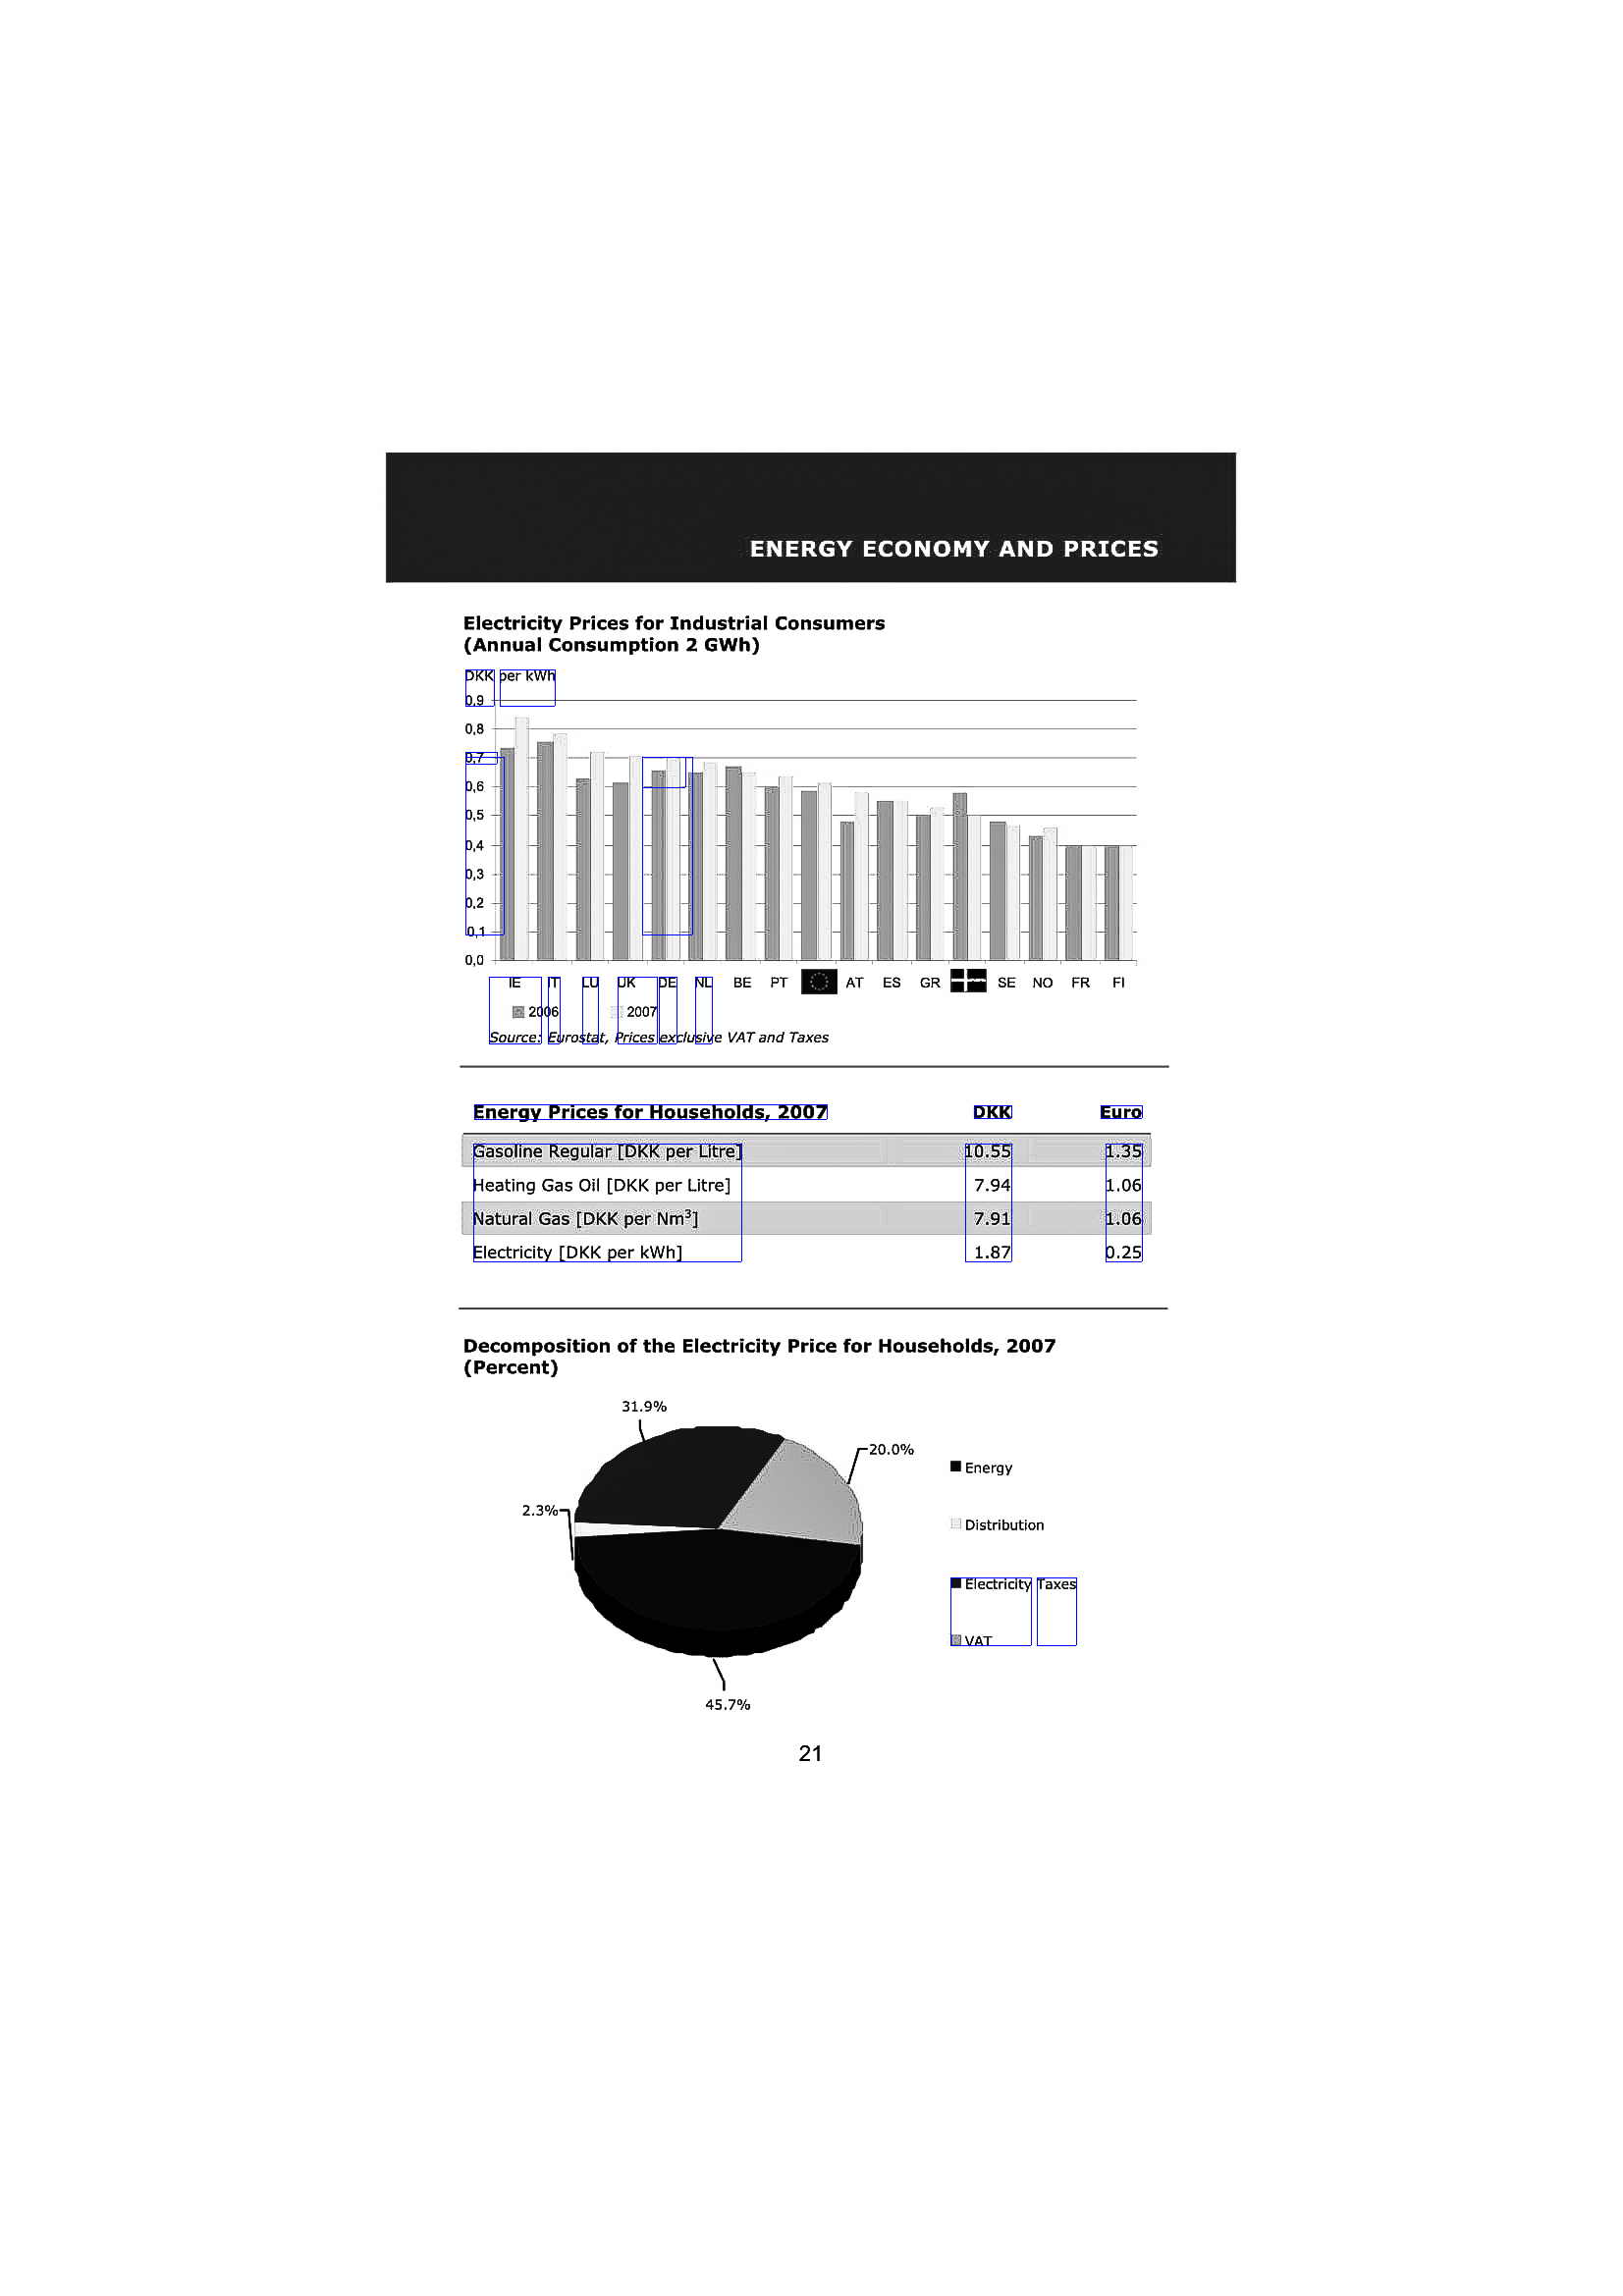 ENERGY ECONOMY AND PRICES
Electricity Prices for Industrial Consumers
(Annual Consumption 2 GWh)
DKK per kWh
0,9
0,8
0,7
0,6
0,5
0,4
0,3
0,2
0,1
0,0
IE IT LU UK DE NL BE PT AT ES GR SE NO FR FI
2006 2007
Source: Eurostat, Prices exclusive VAT and Taxes
Energy Prices for Households, 2007 DKK Euro
Gasoline Regular [DKK per Litre] 10.55 1.35
Heating Gas Oil [DKK per Litre] 7.94 1.06
Natural Gas [DKK per Nm³] 7.91 1.06
Electricity [DKK per kWh] 1.87 0.25
Decomposition of the Electricity Price for Households, 2007
(Percent)
31.9%
20.0%
2.3%
45.7%
Energy
Distribution
Electricity Taxes
VAT
21